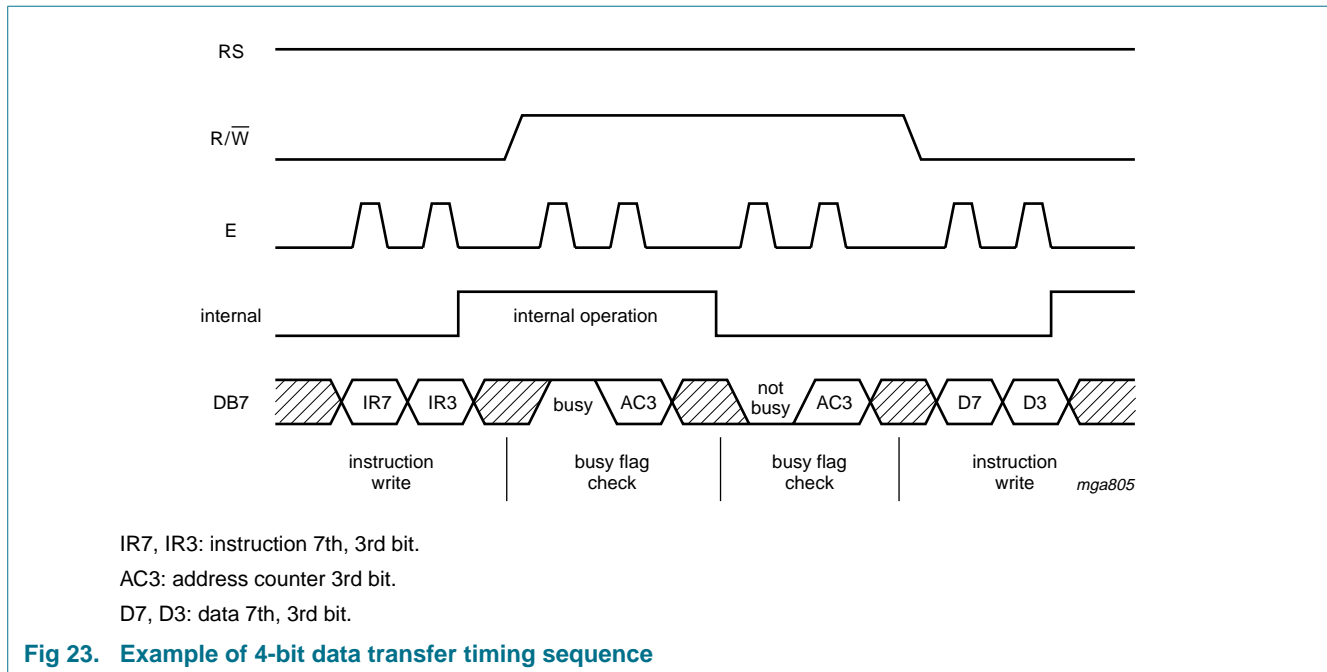 RS
R/W̅
E
internal
internal operation
DB7
IR7
IR3
busy
AC3
not
busy
AC3
D7
D3
instruction
write
busy flag
check
busy flag
check
instruction
write
mga805
IR7, IR3: instruction 7th, 3rd bit.
AC3: address counter 3rd bit.
D7, D3: data 7th, 3rd bit.
Fig 23. Example of 4-bit data transfer timing sequence